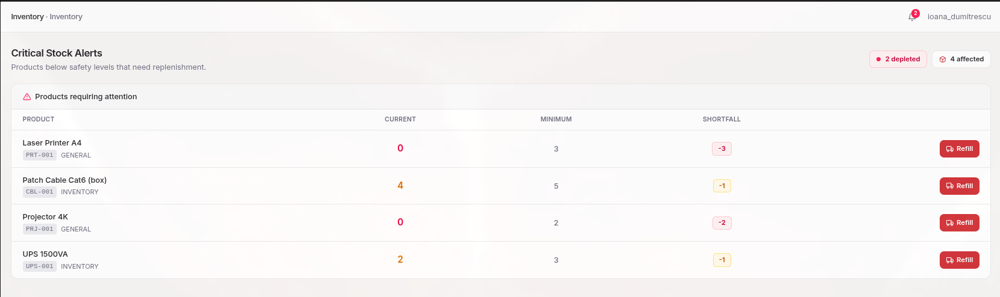 Inventory · Inventory
2
ioana_dumitrescu
Critical Stock Alerts
Products below safety levels that need replenishment.
2 depleted
4 affected
Products requiring attention
PRODUCT CURRENT MINIMUM SHORTFALL
Laser Printer A4
PRT-001 GENERAL
0 3 -3 Refill
Patch Cable Cat6 (box)
CBL-001 INVENTORY
4 5 -1 Refill
Projector 4K
PRJ-001 GENERAL
0 2 -2 Refill
UPS 1500VA
UPS-001 INVENTORY
2 3 -1 Refill